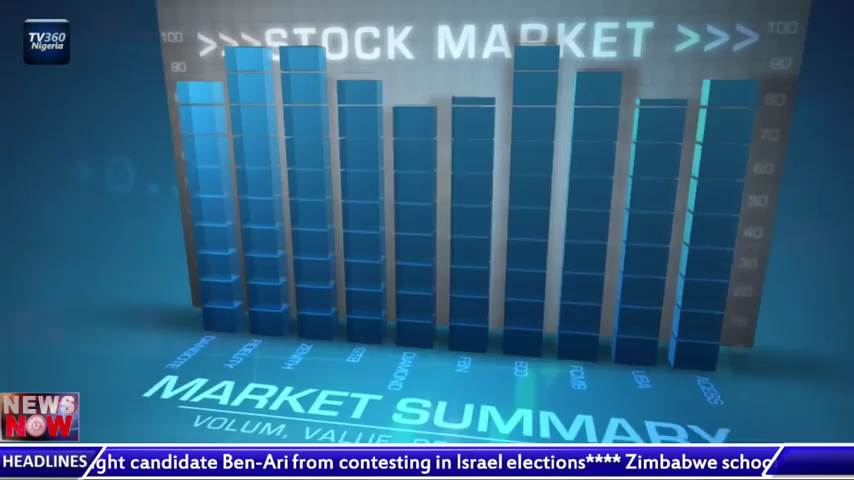 TV360
Nigeria
>>>STOCK MARKET >>>
100
90
100
90
80
70
60
50
40
30
20
10
DANGOTE
FIDELITY
ZENITH
GTB
DIAMOND
FBN
ECO
FCMB
UBA
ACCESS
MARKET SUMMARY
VOLUM, VALUE,
NEWS
NOW
HEADLINES ght candidate Ben-Ari from contesting in Israel elections**** Zimbabwe schoo